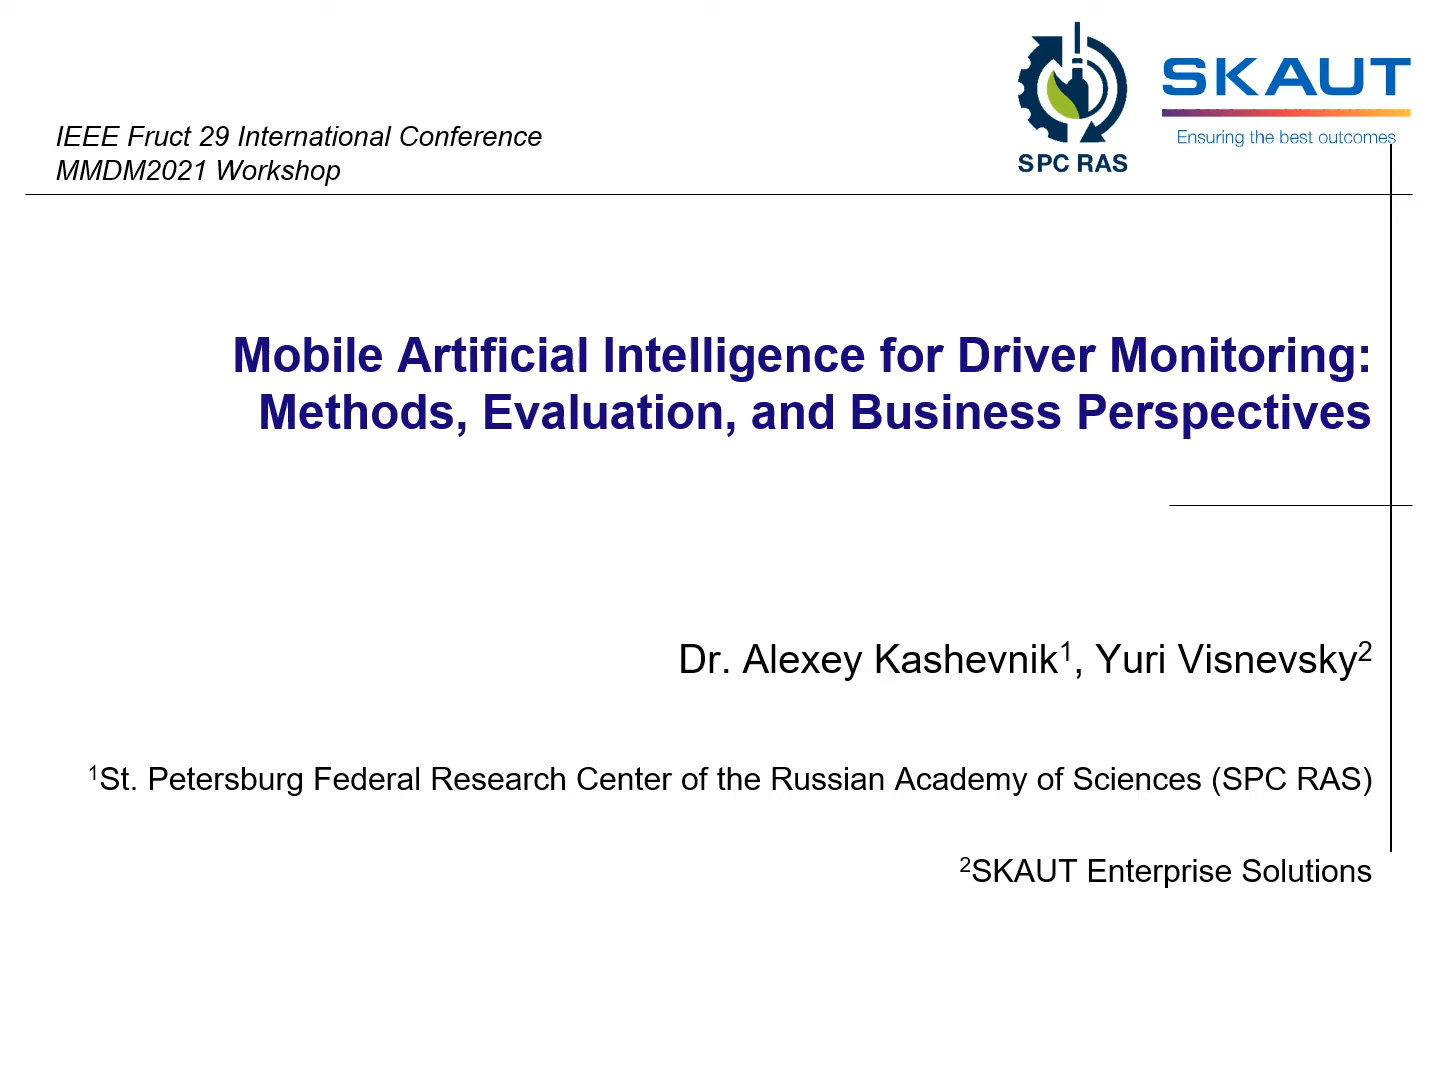 IEEE Fruct 29 International Conference
MMDM2021 Workshop
SPC RAS
SKAUT
Ensuring the best outcomes
Mobile Artificial Intelligence for Driver Monitoring:
Methods, Evaluation, and Business Perspectives
Dr. Alexey Kashevnik¹, Yuri Visnevsky²
¹St. Petersburg Federal Research Center of the Russian Academy of Sciences (SPC RAS)
²SKAUT Enterprise Solutions